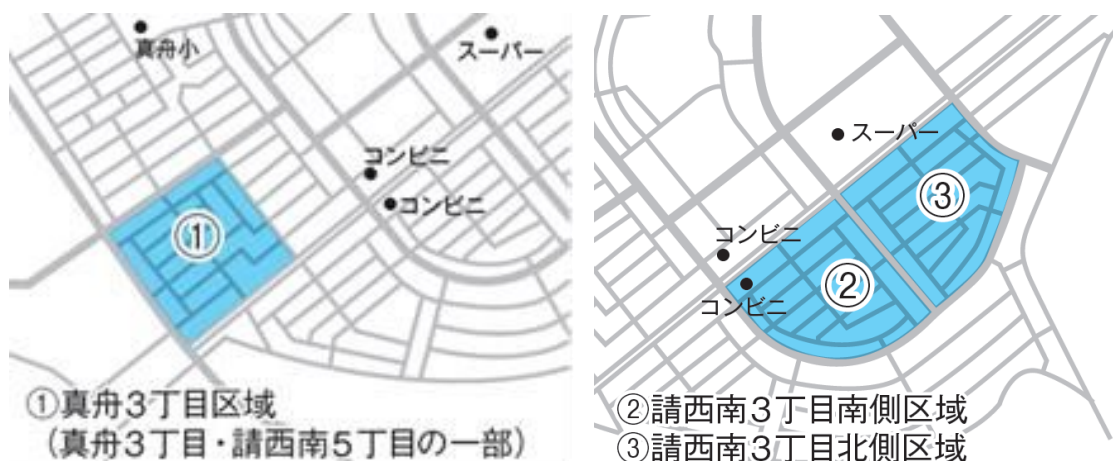 真舟小
スーパー
コンビニ
コンビニ
①
①真舟3丁目区域
(真舟3丁目・請西南5丁目の一部)
スーパー
③
コンビニ
②
コンビニ
②請西南3丁目南側区域
③請西南3丁目北側区域